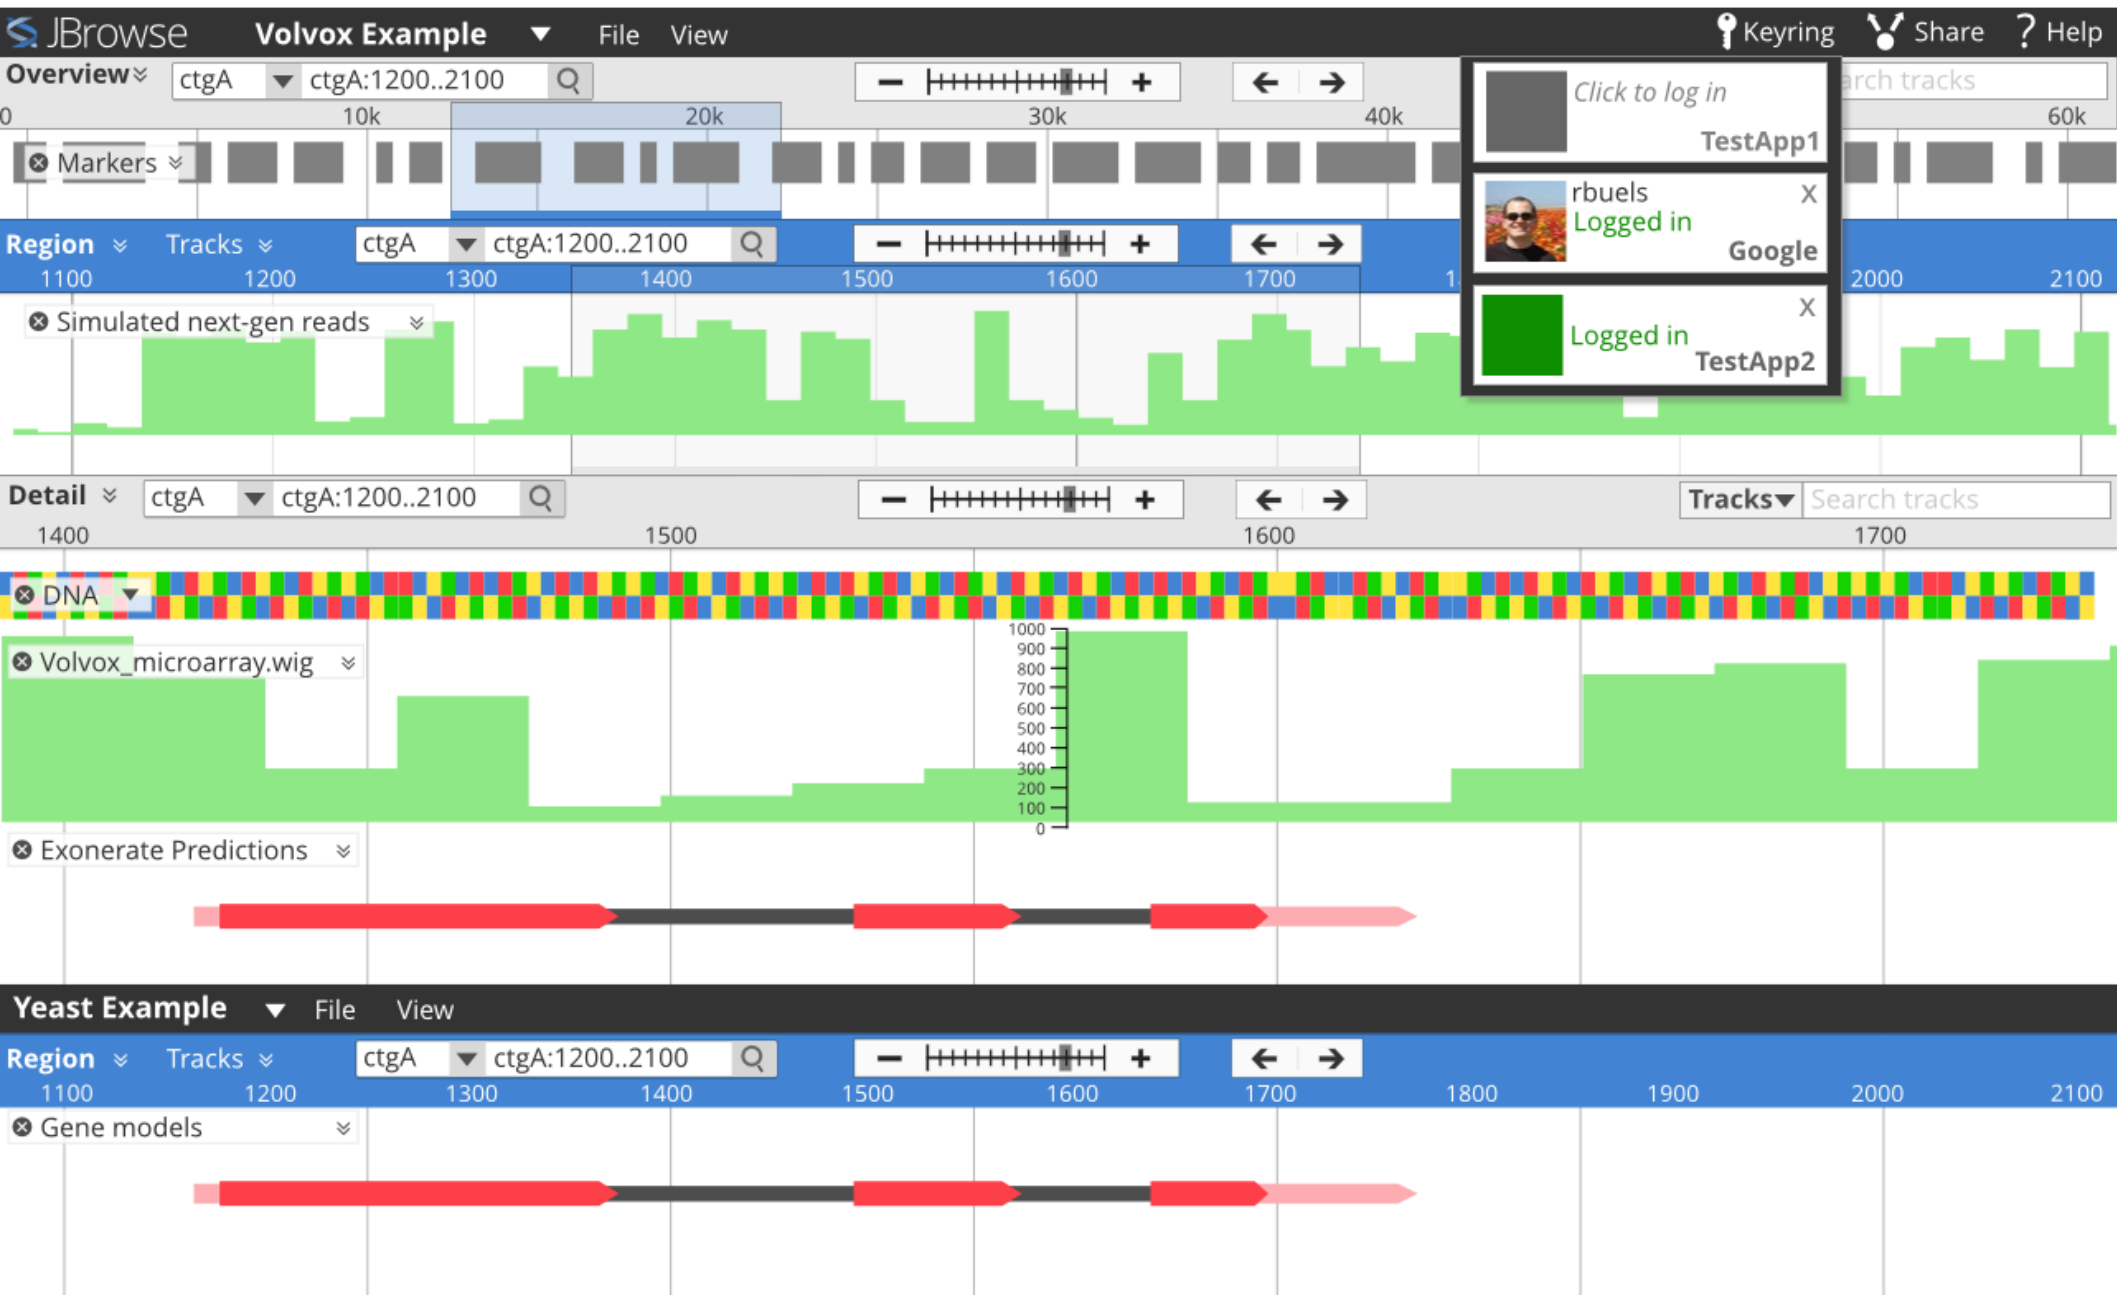 JBrowse Volvox Example File View Keyring Share ? Help
Overview ctgA ctgA:1200..2100 − + arch tracks
0 10k 20k 30k 40k 60k
Markers
Click to log in
TestApp1
rbuels X
Logged in
Google
X
Logged in
TestApp2
Region Tracks ctgA ctgA:1200..2100 − +
1100 1200 1300 1400 1500 1600 1700 2000 2100
Simulated next-gen reads
Detail ctgA ctgA:1200..2100 − + Tracks Search tracks
1400 1500 1600 1700
DNA
Volvox_microarray.wig
1000
900
800
700
600
500
400
300
200
100
0
Exonerate Predictions
Yeast Example File View
Region Tracks ctgA ctgA:1200..2100 − +
1100 1200 1300 1400 1500 1600 1700 1800 1900 2000 2100
Gene models